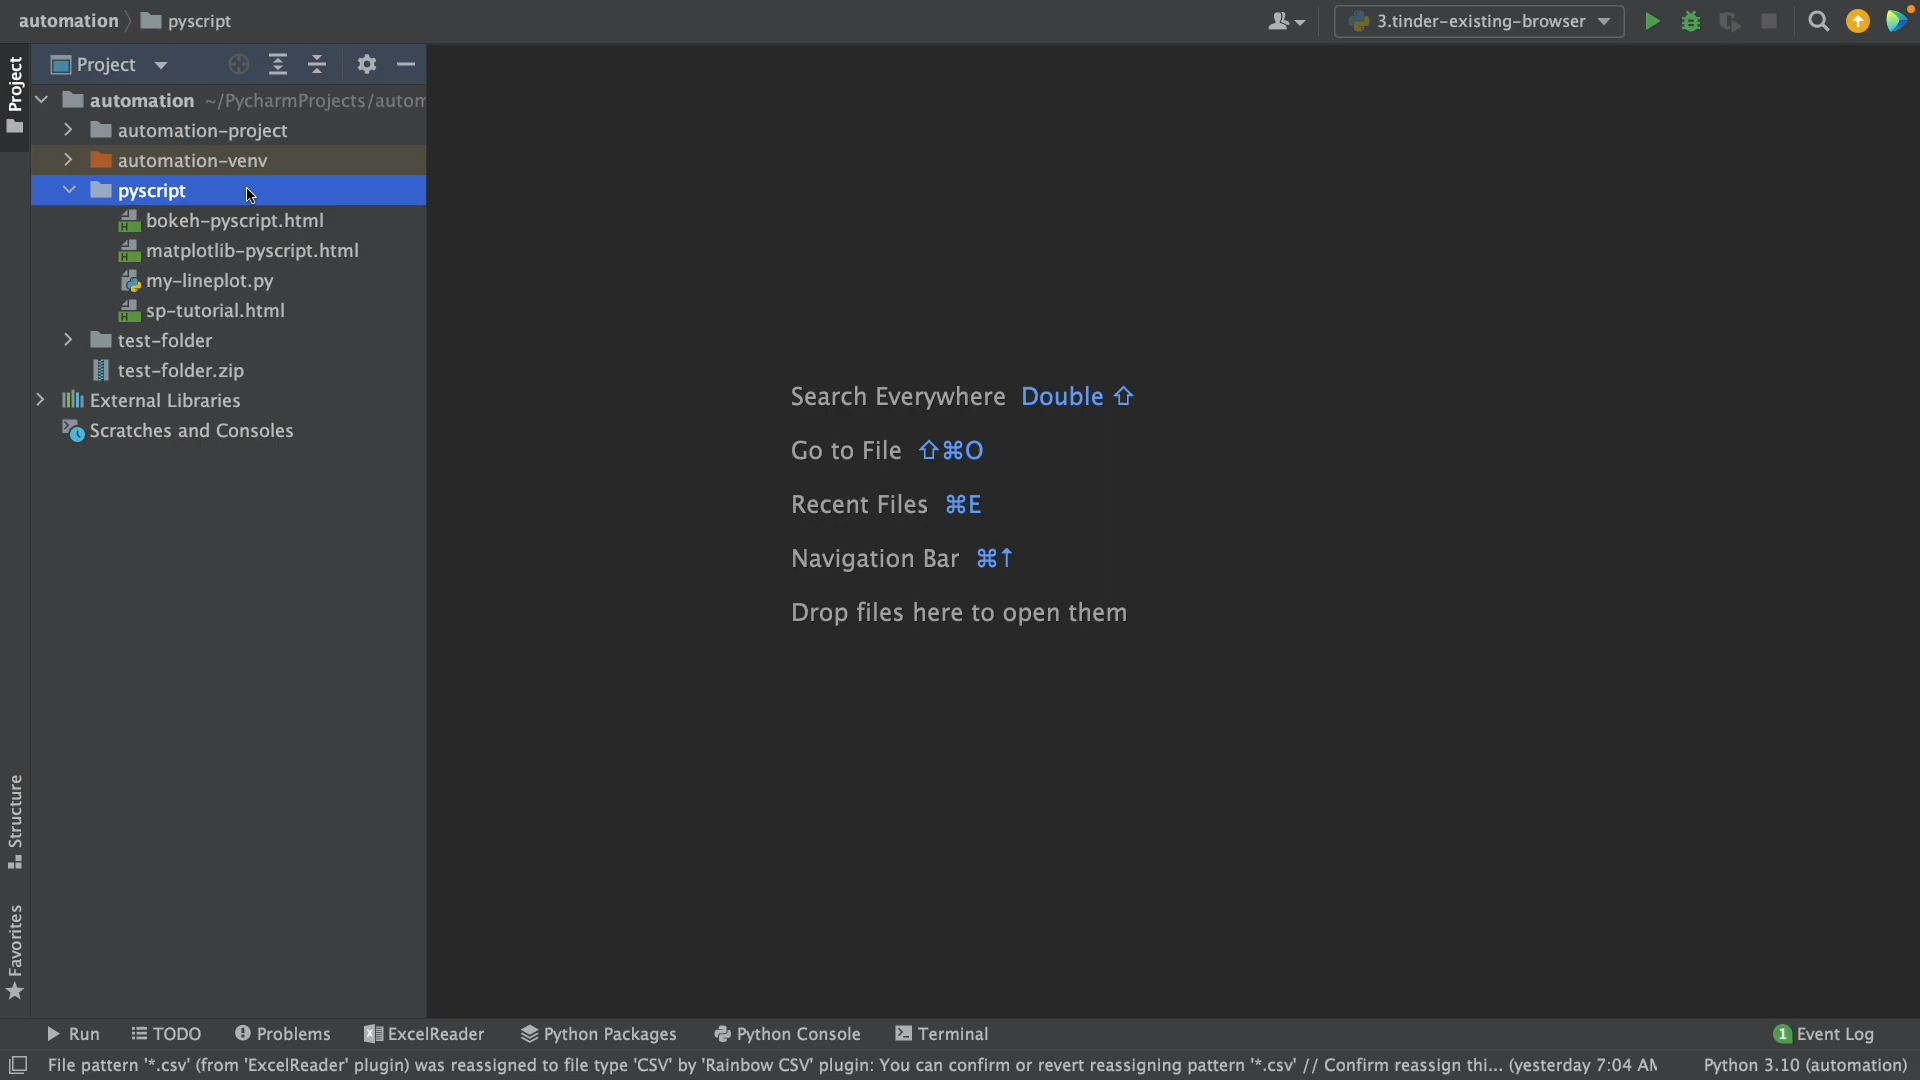 automation
pyscript
3.tinder-existing-browser
Project
Project
automation ~/PycharmProjects/autom
automation-project
automation-venv
pyscript
bokeh-pyscript.html
matplotlib-pyscript.html
my-lineplot.py
sp-tutorial.html
test-folder
test-folder.zip
External Libraries
Scratches and Consoles
Search Everywhere Double ⇧
Go to File ⇧⌘O
Recent Files ⌘E
Navigation Bar ⌘↑
Drop files here to open them
Structure
Favorites
Run
TODO
Problems
ExcelReader
Python Packages
Python Console
Terminal
1 Event Log
File pattern '*.csv' (from 'ExcelReader' plugin) was reassigned to file type 'CSV' by 'Rainbow CSV' plugin: You can confirm or revert reassigning pattern '*.csv' // Confirm reassign thi... (yesterday 7:04 AM
Python 3.10 (automation)